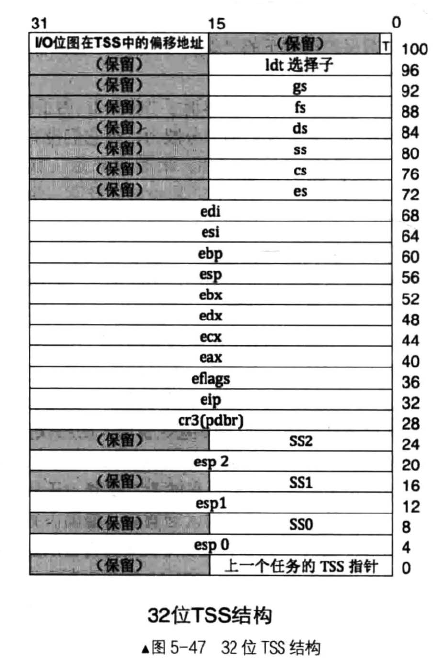 31 15 0
I/O位图在TSS中的偏移地址 (保留) T 100
(保留) ldt 选择子 96
(保留) gs 92
(保留) fs 88
(保留) ds 84
(保留) ss 80
(保留) cs 76
(保留) es 72
edi 68
esi 64
ebp 60
esp 56
ebx 52
edx 48
ecx 44
eax 40
eflags 36
eip 32
cr3(pdbr) 28
(保留) SS2 24
esp 2 20
(保留) SS1 16
esp1 12
(保留) SS0 8
esp 0 4
(保留) 上一个任务的 TSS 指针 0
32位TSS结构
▲图 5-47 32 位 TSS 结构